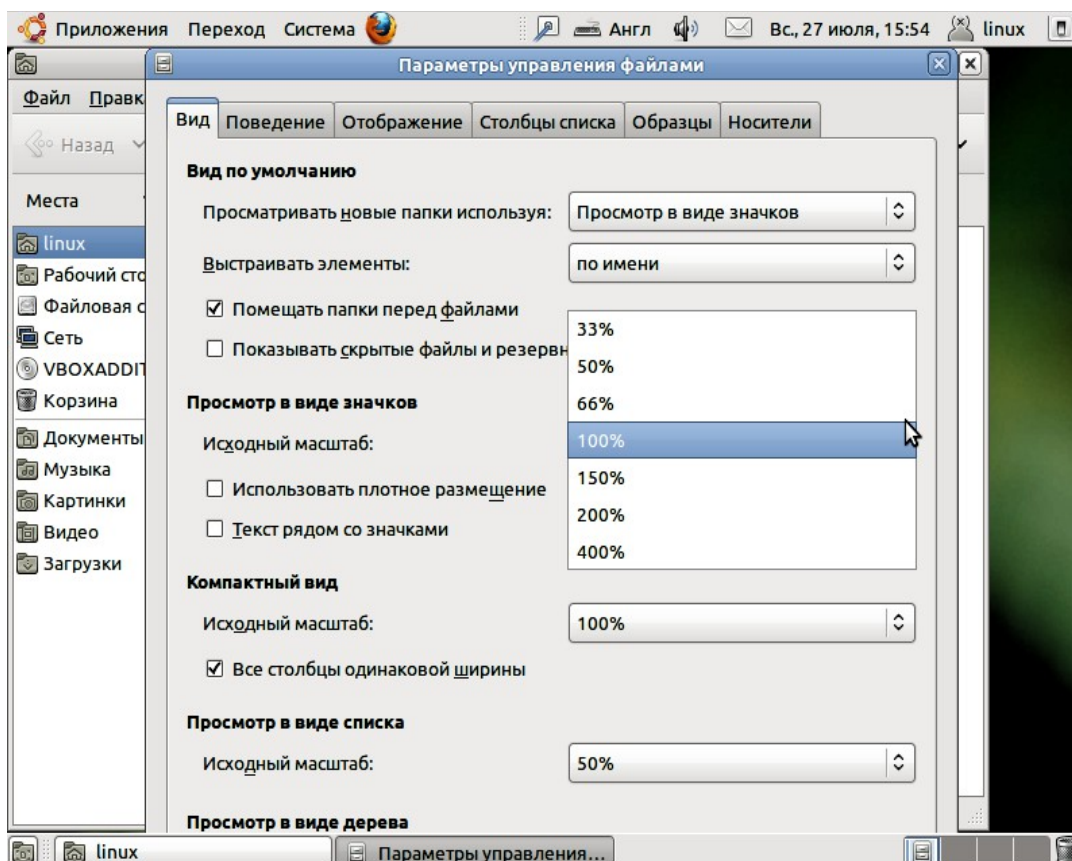 Приложения Переход Система Англ Вс., 27 июля, 15:54 linux
Параметры управления файлами
Файл Правк
Вид Поведение Отображение Столбцы списка Образцы Носители
Назад
Вид по умолчанию
Места
Просматривать новые папки используя: Просмотр в виде значков
linux
Выстраивать элементы: по имени
Рабочий сто
Помещать папки перед файлами
Файловая с
33%
Сеть
Показывать скрытые файлы и резервн
50%
VBOXADDIT
Корзина
Просмотр в виде значков
66%
Документы
Исходный масштаб:
100%
Музыка
150%
Использовать плотное размещение
Картинки
200%
Видео
Текст рядом со значками
400%
Загрузки
Компактный вид
Исходный масштаб: 100%
Все столбцы одинаковой ширины
Просмотр в виде списка
Исходный масштаб: 50%
Просмотр в виде дерева
linux Параметры управления...